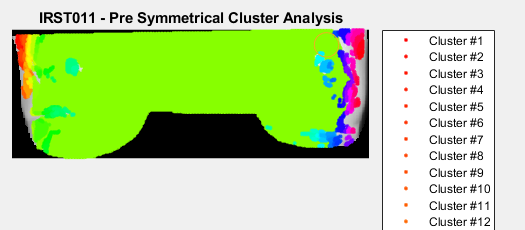 IRST011 - Pre Symmetrical Cluster Analysis
Cluster #1
Cluster #2
Cluster #3
Cluster #4
Cluster #5
Cluster #6
Cluster #7
Cluster #8
Cluster #9
Cluster #10
Cluster #11
Cluster #12